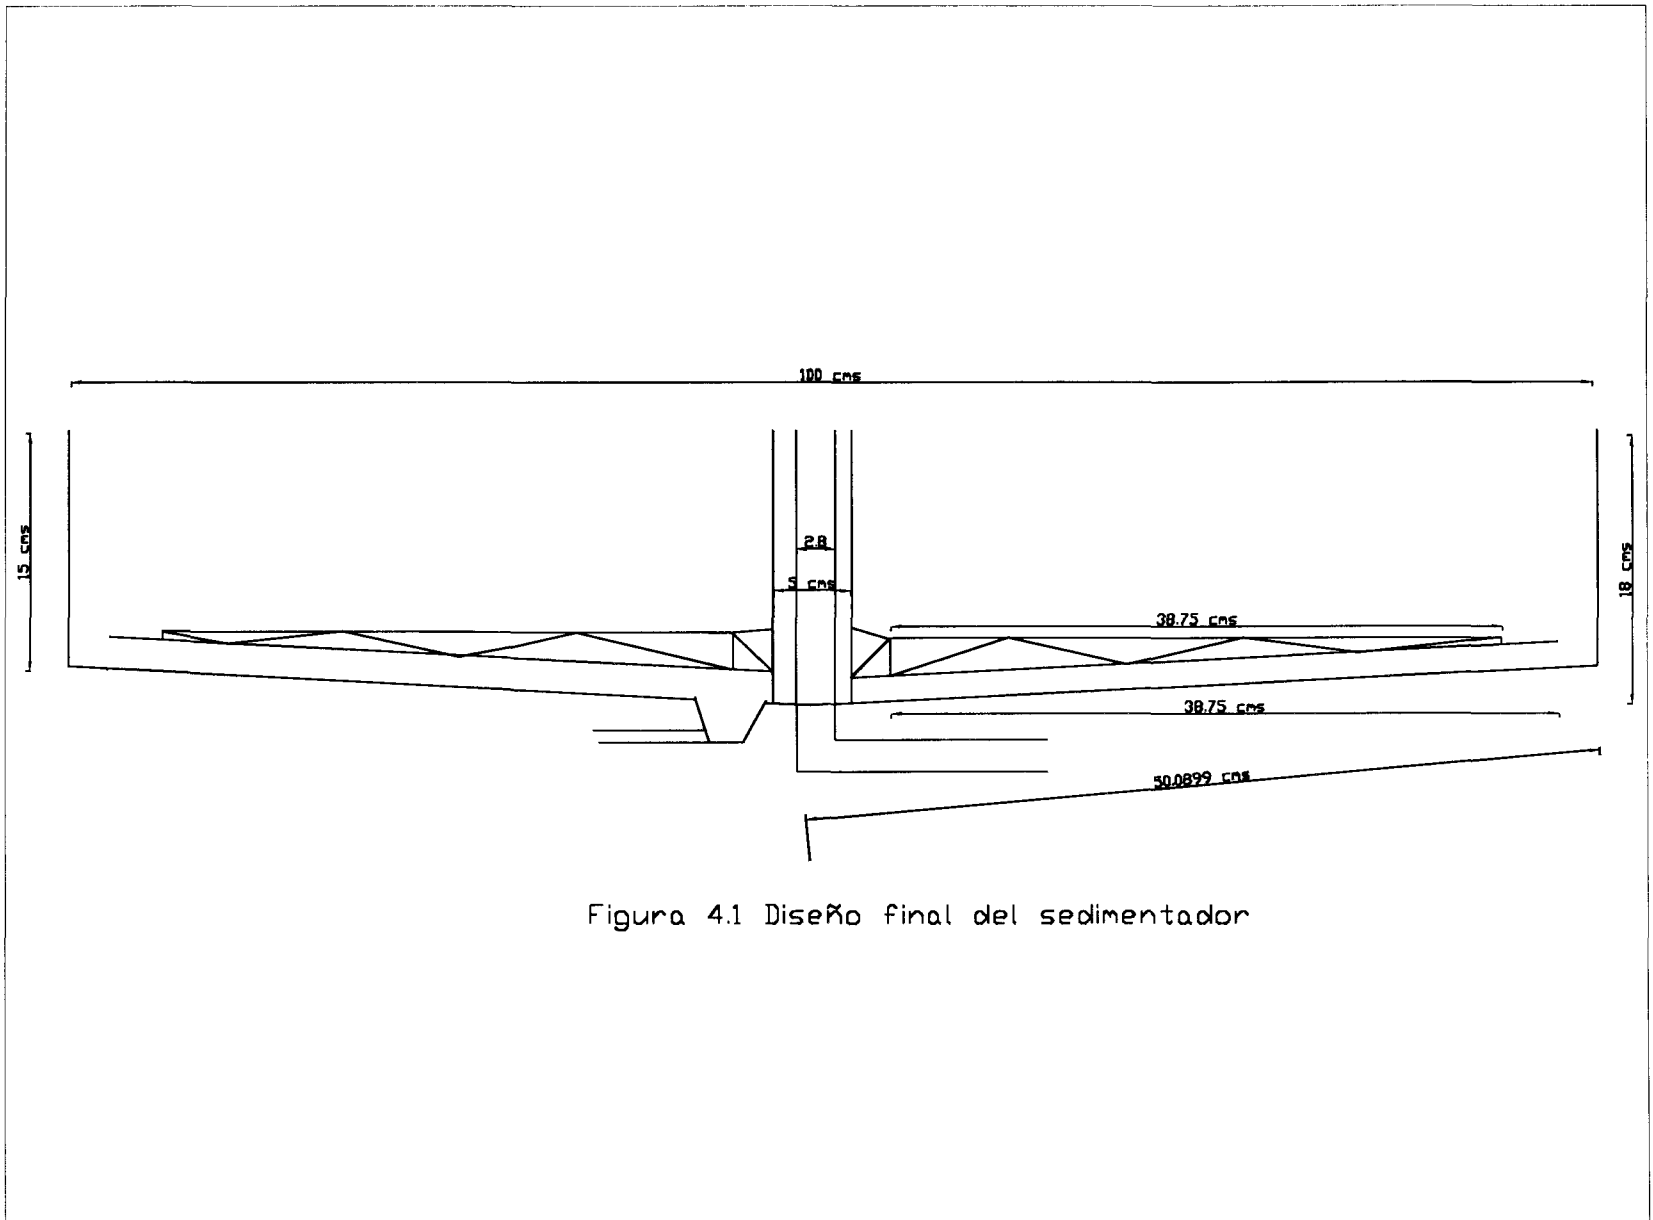 100 cms
15 cms
2.8
5 cms
18 cms
38.75 cms
38.75 cms
50.0899 cms
Figura 4.1 Diseño final del sedimentador